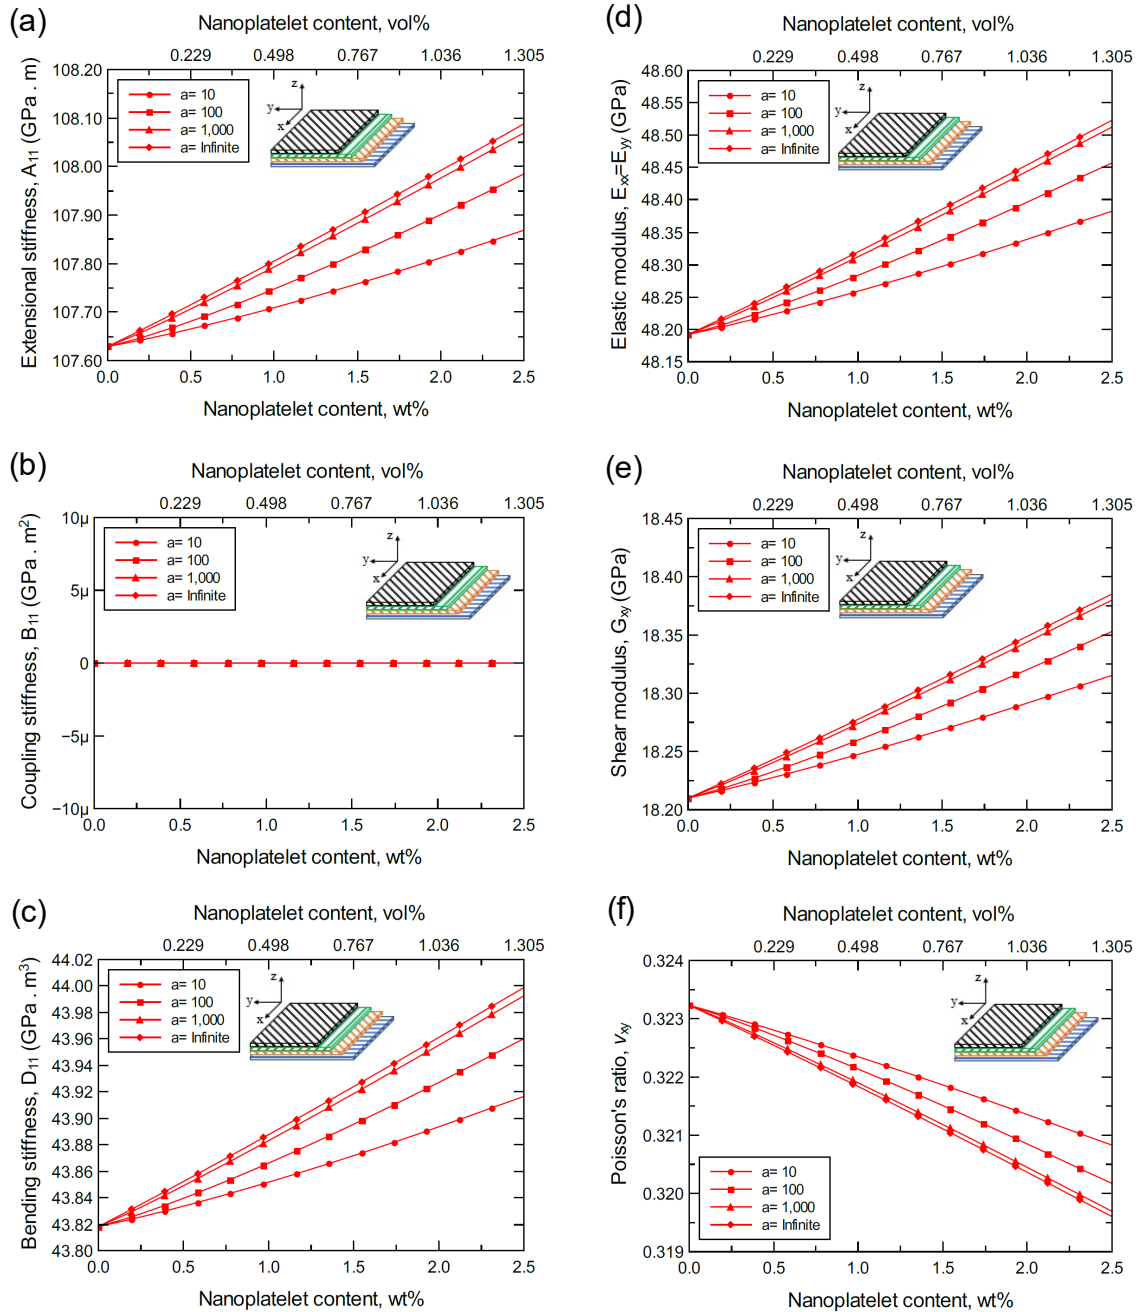 (a)
Nanoplatelet content, vol%
0.229 0.498 0.767 1.036 1.305
108.20
108.10
108.00
107.90
107.80
107.70
107.60
Extensional stiffness, A11 (GPa . m)
a= 10
a= 100
a= 1,000
a= Infinite
z
y
x
0.0 0.5 1.0 1.5 2.0 2.5
Nanoplatelet content, wt%
(b)
Nanoplatelet content, vol%
0.229 0.498 0.767 1.036 1.305
10µ
5µ
0
−5µ
−10µ
Coupling stiffness, B11 (GPa . m²)
a= 10
a= 100
a= 1,000
a= Infinite
z
y
x
0.0 0.5 1.0 1.5 2.0 2.5
Nanoplatelet content, wt%
(c)
Nanoplatelet content, vol%
0.229 0.498 0.767 1.036 1.305
44.02
44.00
43.96
43.94
43.92
43.90
43.88
43.86
43.84
43.82
43.80
Bending stiffness, D11 (GPa . m³)
a= 10
a= 100
a= 1,000
a= Infinite
z
y
x
0.0 0.5 1.0 1.5 2.0 2.5
Nanoplatelet content, wt%
(d)
Nanoplatelet content, vol%
0.229 0.498 0.767 1.036 1.305
48.60
48.55
48.50
48.45
48.40
48.35
48.30
48.25
48.20
48.15
Elastic modulus, Exx=Eyy (GPa)
a= 10
a= 100
a= 1,000
a= Infinite
z
y
x
0.0 0.5 1.0 1.5 2.0 2.5
Nanoplatelet content, wt%
(e)
Nanoplatelet content, vol%
0.229 0.498 0.767 1.036 1.305
18.45
18.40
18.35
18.30
18.25
18.20
Shear modulus, Gxy (GPa)
a= 10
a= 100
a= 1,000
a= Infinite
z
y
x
0.0 0.5 1.0 1.5 2.0 2.5
Nanoplatelet content, wt%
(f)
Nanoplatelet content, vol%
0.229 0.498 0.767 1.036 1.305
0.324
0.323
0.322
0.321
0.320
0.319
Poisson's ratio, vxy
z
y
x
a= 10
a= 100
a= 1,000
a= Infinite
0.0 0.5 1.0 1.5 2.0 2.5
Nanoplatelet content, wt%